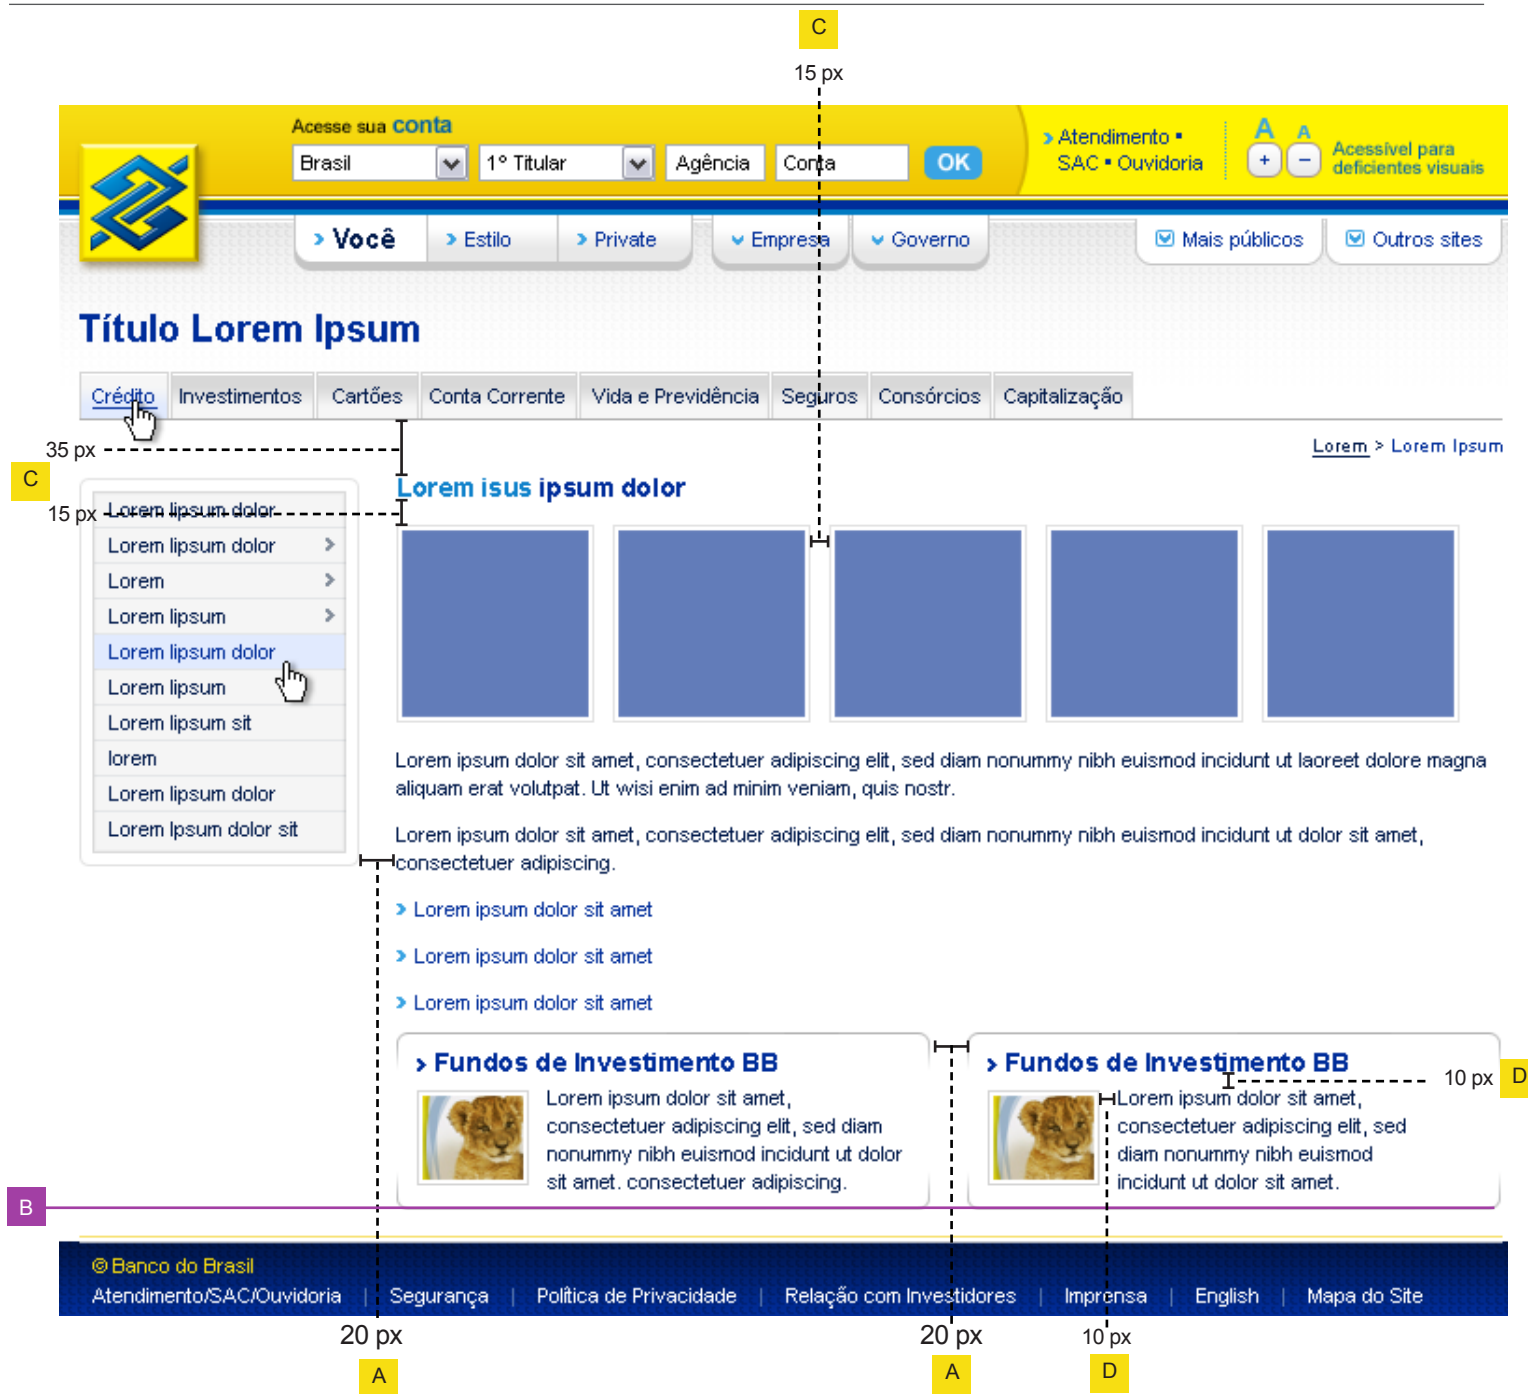 C
15 px
Acesse sua conta
Brasil 1º Titular Agência Conta OK
> Atendimento ▪
SAC ▪ Ouvidoria
A A
+ −
Acessível para
deficientes visuais
> Você > Estilo > Private Empresa Governo Mais públicos Outros sites
Título Lorem Ipsum
Crédito Investimentos Cartões Conta Corrente Vida e Previdência Seguros Consórcios Capitalização
35 px
Lorem > Lorem Ipsum
C
Lorem isus ipsum dolor
15 px
Lorem lipsum dolor
Lorem lipsum dolor >
Lorem >
Lorem lipsum >
Lorem lipsum dolor
Lorem lipsum
Lorem lipsum sit
lorem
Lorem lipsum dolor
Lorem Ipsum dolor sit
Lorem ipsum dolor sit amet, consectetuer adipiscing elit, sed diam nonummy nibh euismod incidunt ut laoreet dolore magna
aliquam erat volutpat. Ut wisi enim ad minim veniam, quis nostr.
Lorem ipsum dolor sit amet, consectetuer adipiscing elit, sed diam nonummy nibh euismod incidunt ut dolor sit amet,
consectetuer adipiscing.
> Lorem ipsum dolor sit amet
> Lorem ipsum dolor sit amet
> Lorem ipsum dolor sit amet
> Fundos de Investimento BB
Lorem ipsum dolor sit amet,
consectetuer adipiscing elit, sed diam
nonummy nibh euismod incidunt ut dolor
sit amet. consectetuer adipiscing.
> Fundos de Investimento BB
10 px D
Lorem ipsum dolor sit amet,
consectetuer adipiscing elit, sed
diam nonummy nibh euismod
incidunt ut dolor sit amet.
B
© Banco do Brasil
Atendimento/SAC/Ouvidoria | Segurança | Política de Privacidade | Relação com Investidores | Imprensa | English | Mapa do Site
20 px 20 px 10 px
A A D